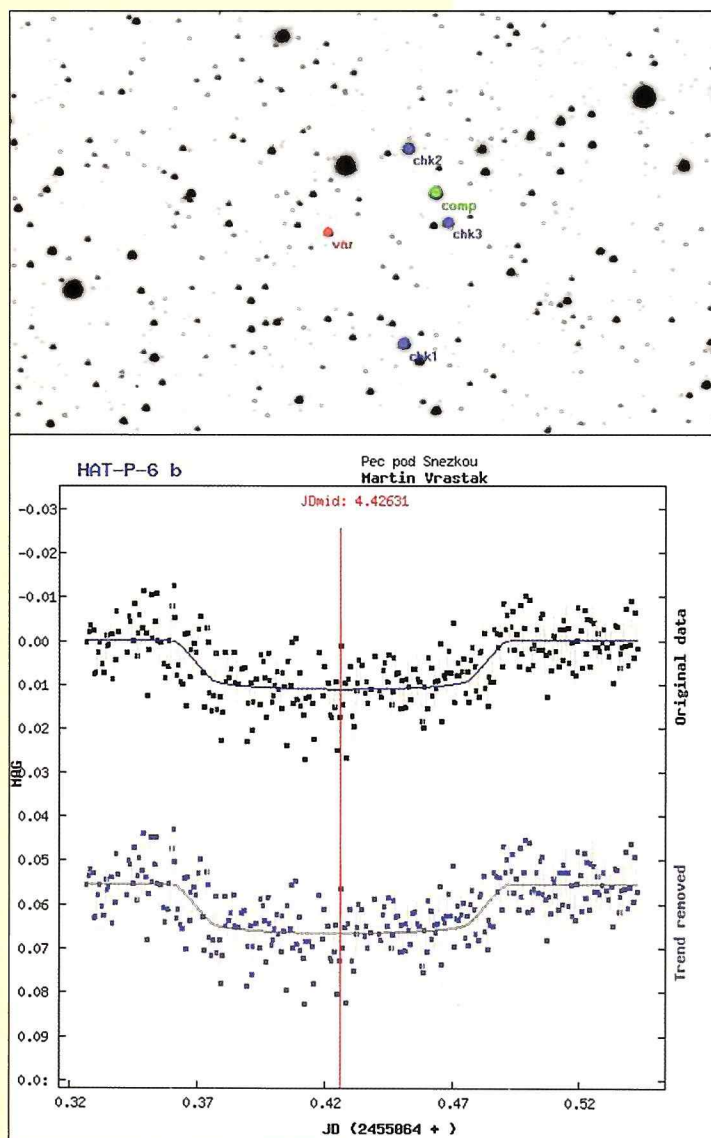 chk2
comp
var
chk3
chk1
HAT-P-6 b
Pec pod Snezkou
Martin Vrastak
JDmid: 4.42631
-0.03
-0.02
-0.01
0.00
0.01
0.02
0.03
MAG
0.04
0.05
0.06
0.07
0.08
0.09
0.0:
Original data
Trend removed
0.32
0.37
0.42
0.47
0.52
JD (2455064 + )